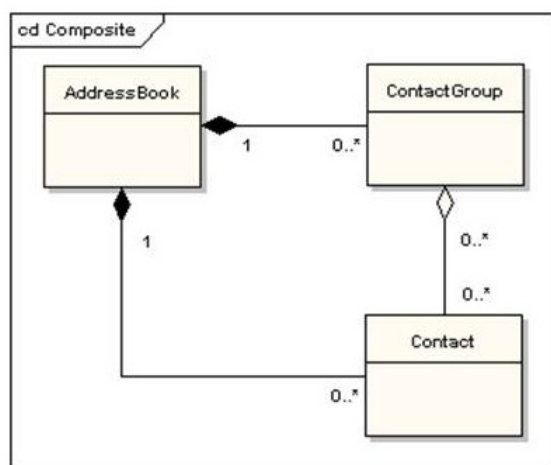 cd Composite
AddressBook
ContactGroup
1
0..*
1
0..*
0..*
Contact
0..*